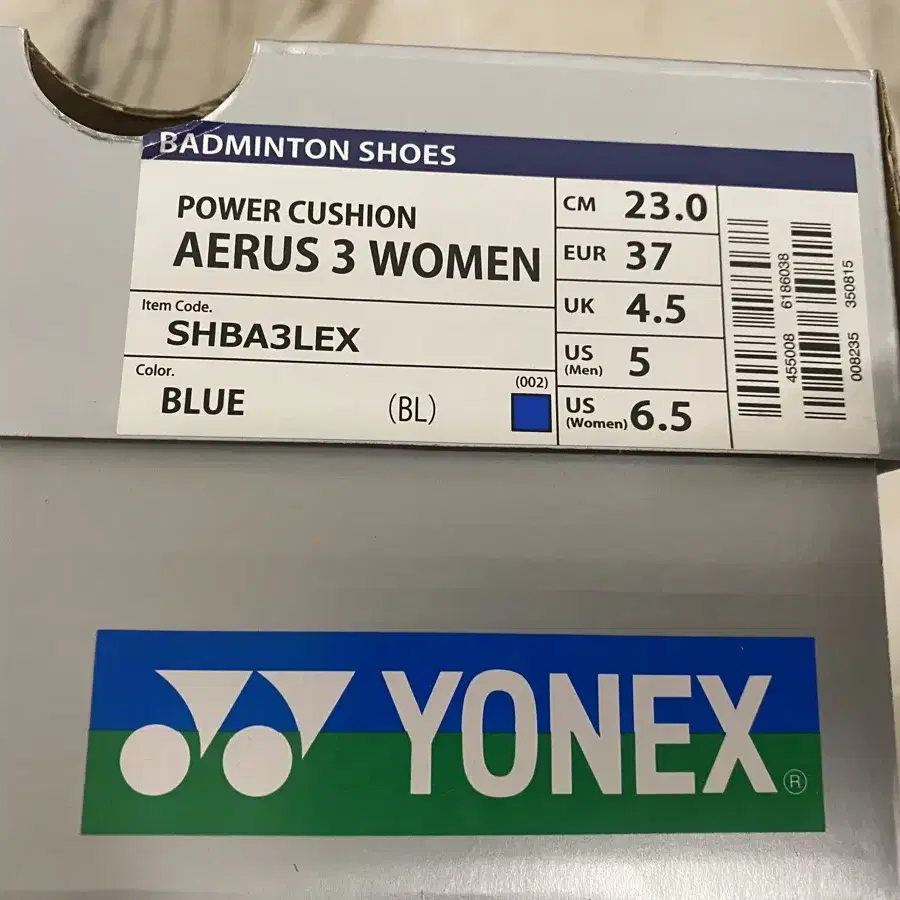 BADMINTON SHOES
POWER CUSHION
AERUS 3 WOMEN
Item Code.
SHBA3LEX
Color.
BLUE (BL) (002)
CM 23.0
EUR 37
UK 4.5
US (Men) 5
US (Women) 6.5
455008 6186038
008235 350815
YONEX ®